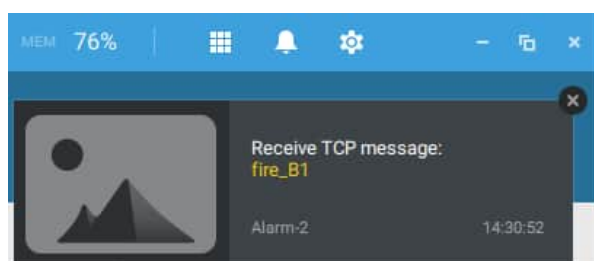 MEM 76%
Receive TCP message:
fire_B1
Alarm-2 14:30:52